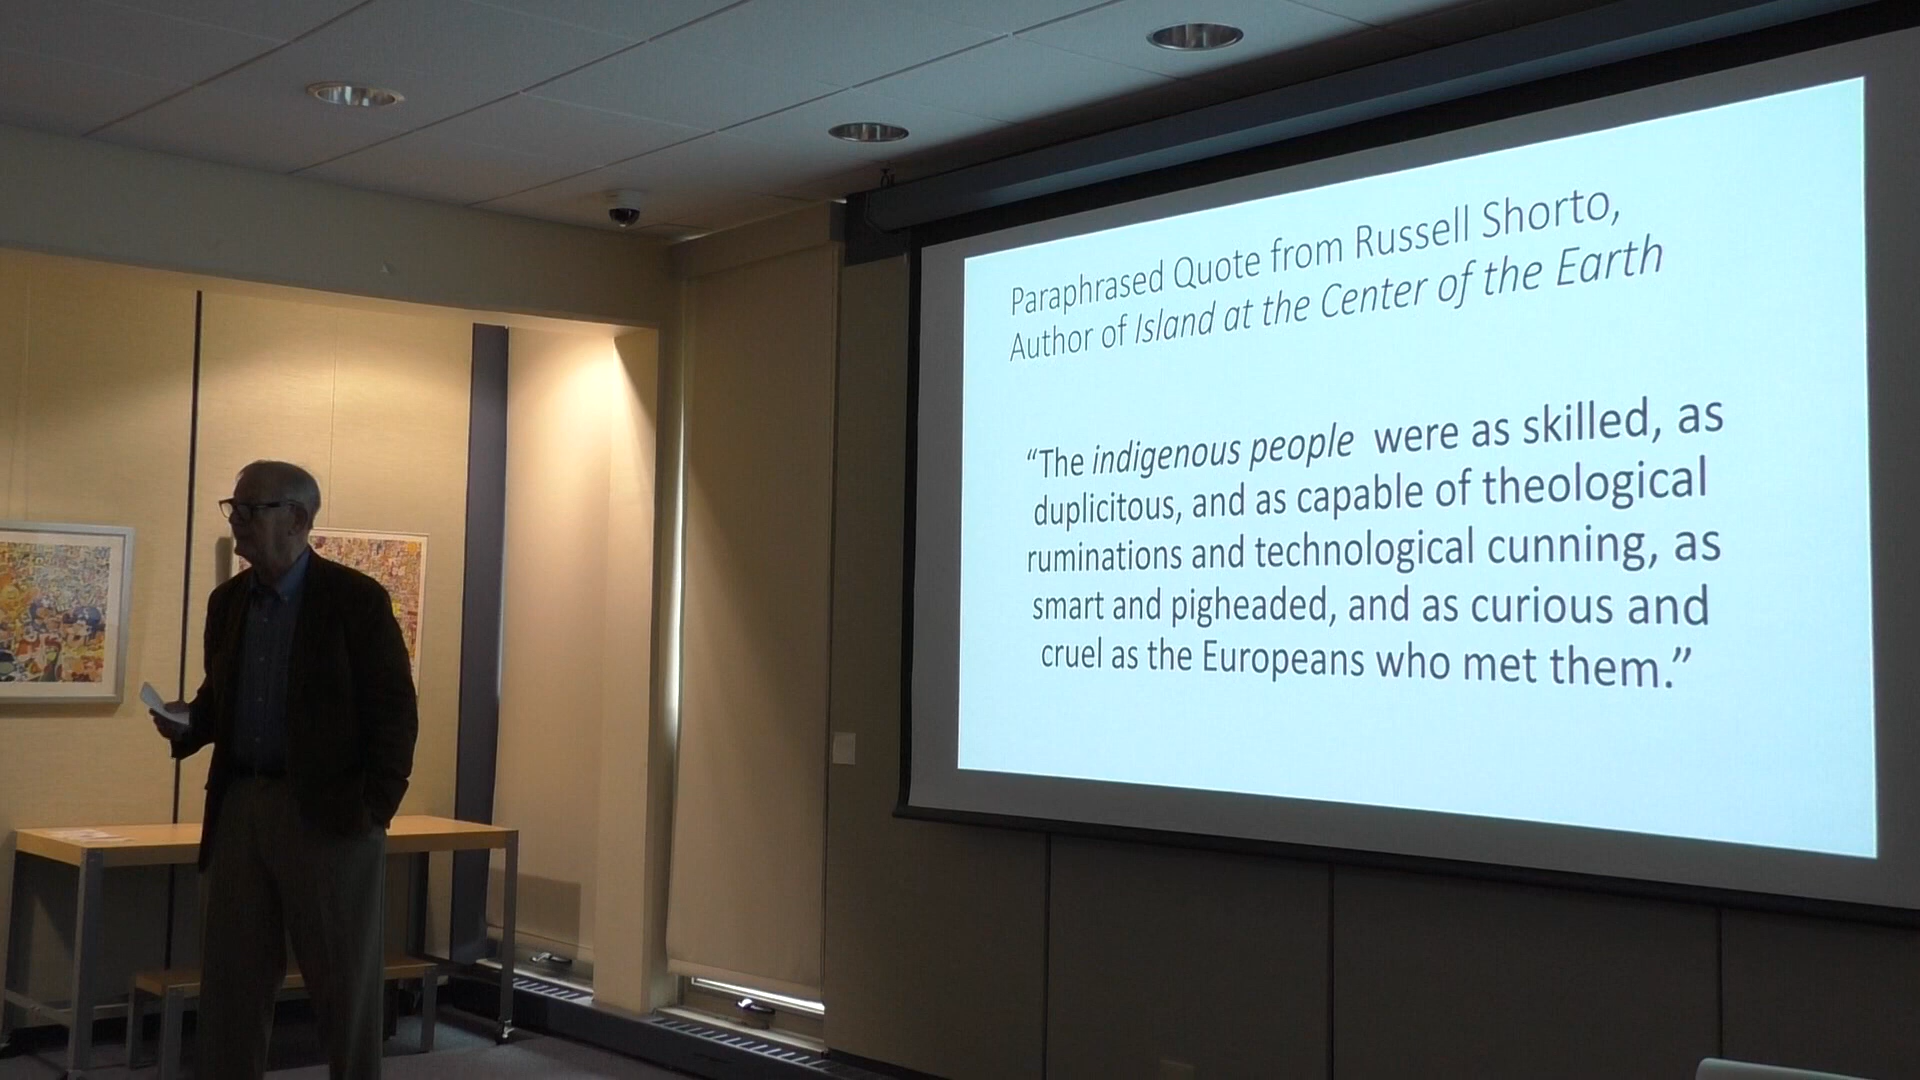 Paraphrased Quote from Russell Shorto,
Author of Island at the Center of the Earth
“The indigenous people were as skilled, as
duplicitous, and as capable of theological
ruminations and technological cunning, as
smart and pigheaded, and as curious and
cruel as the Europeans who met them.”